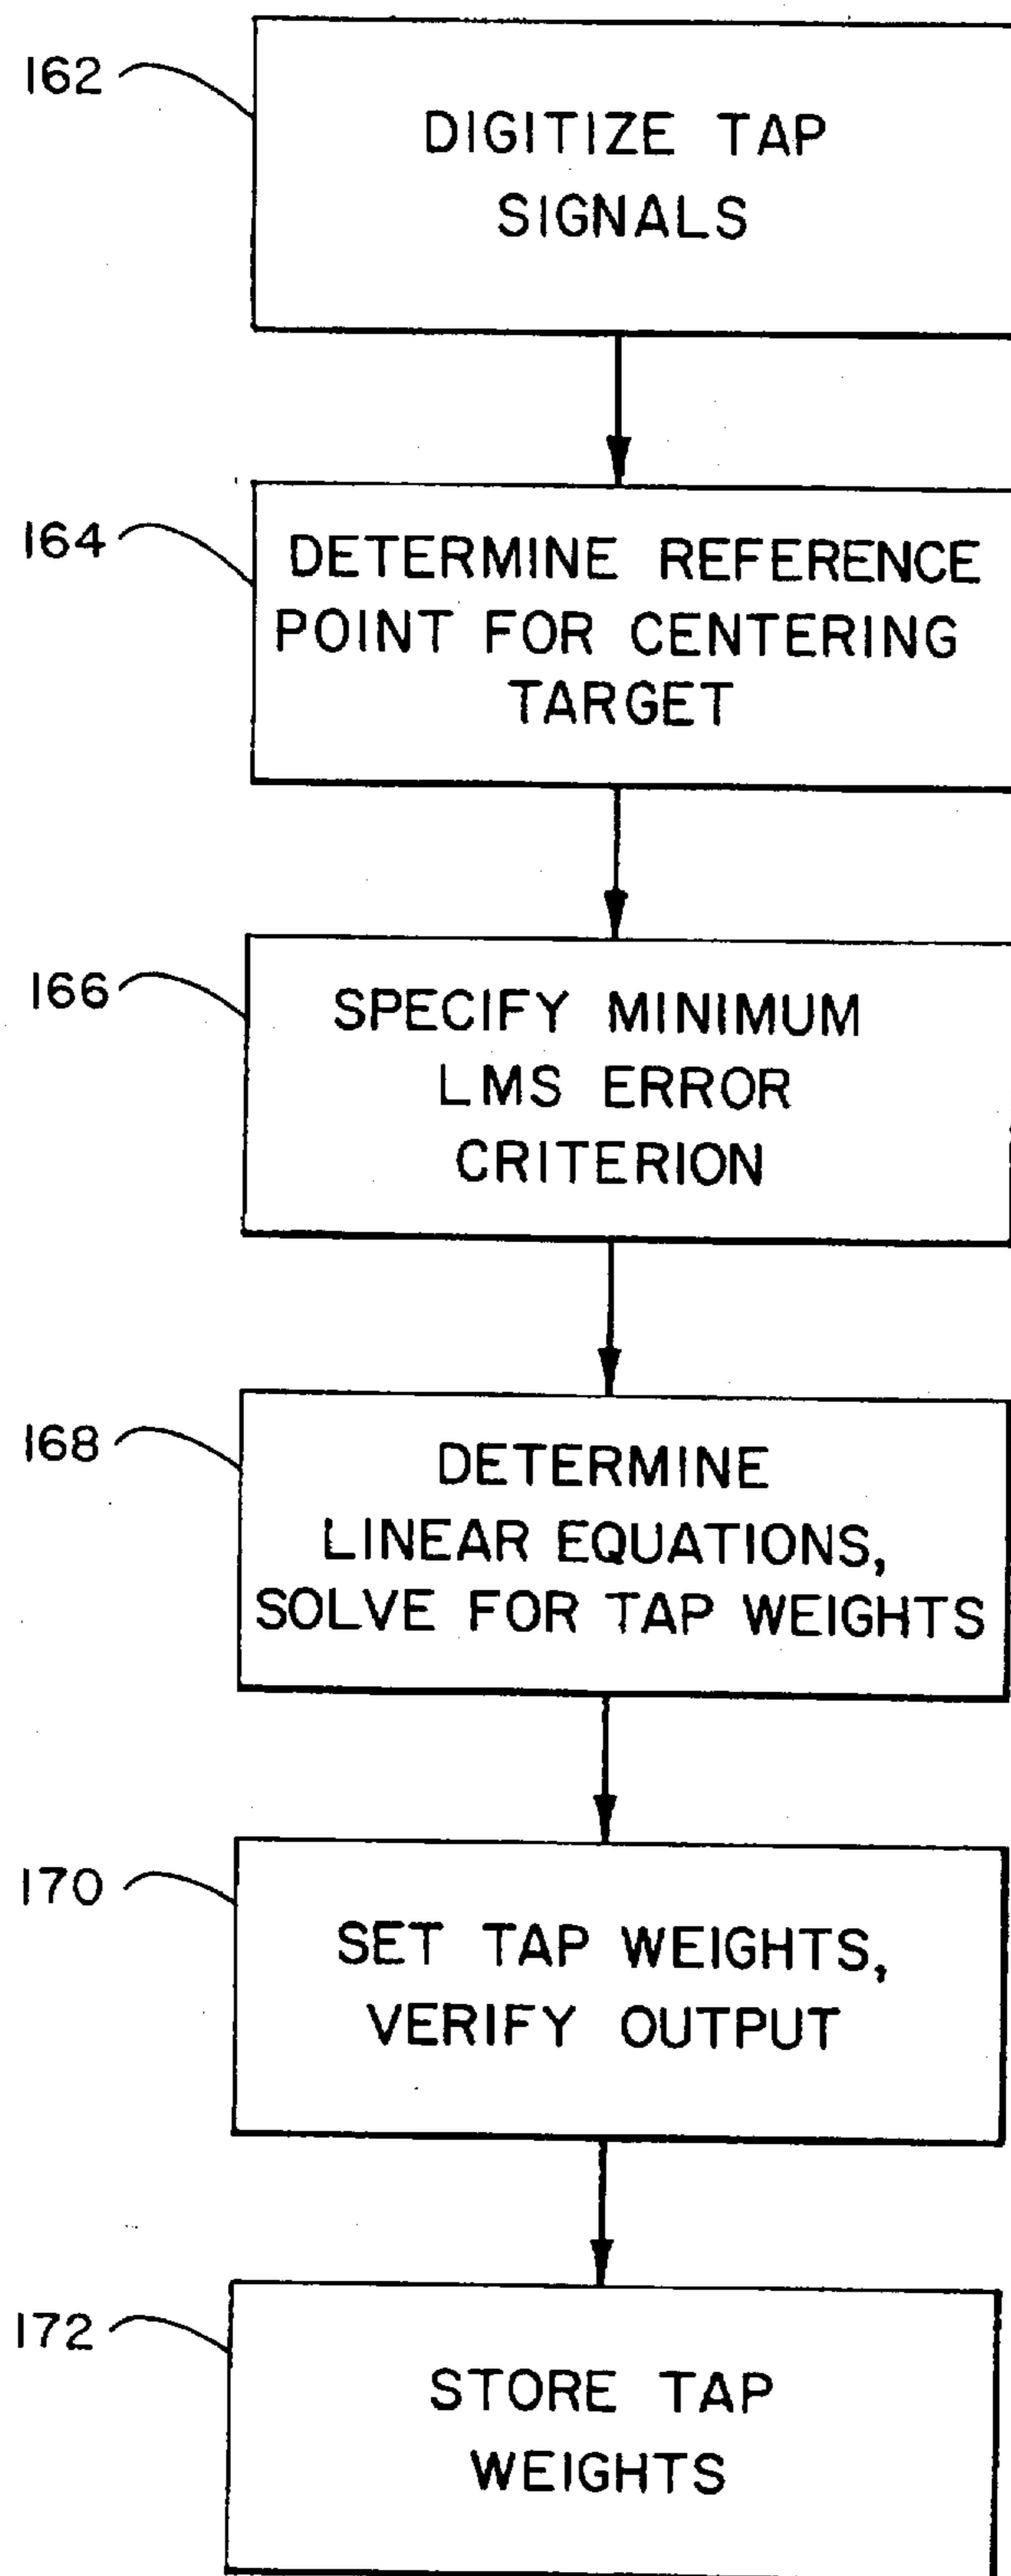 162
DIGITIZE TAP
SIGNALS
164
DETERMINE REFERENCE
POINT FOR CENTERING
TARGET
166
SPECIFY MINIMUM
LMS ERROR
CRITERION
168
DETERMINE
LINEAR EQUATIONS,
SOLVE FOR TAP WEIGHTS
170
SET TAP WEIGHTS,
VERIFY OUTPUT
172
STORE TAP
WEIGHTS